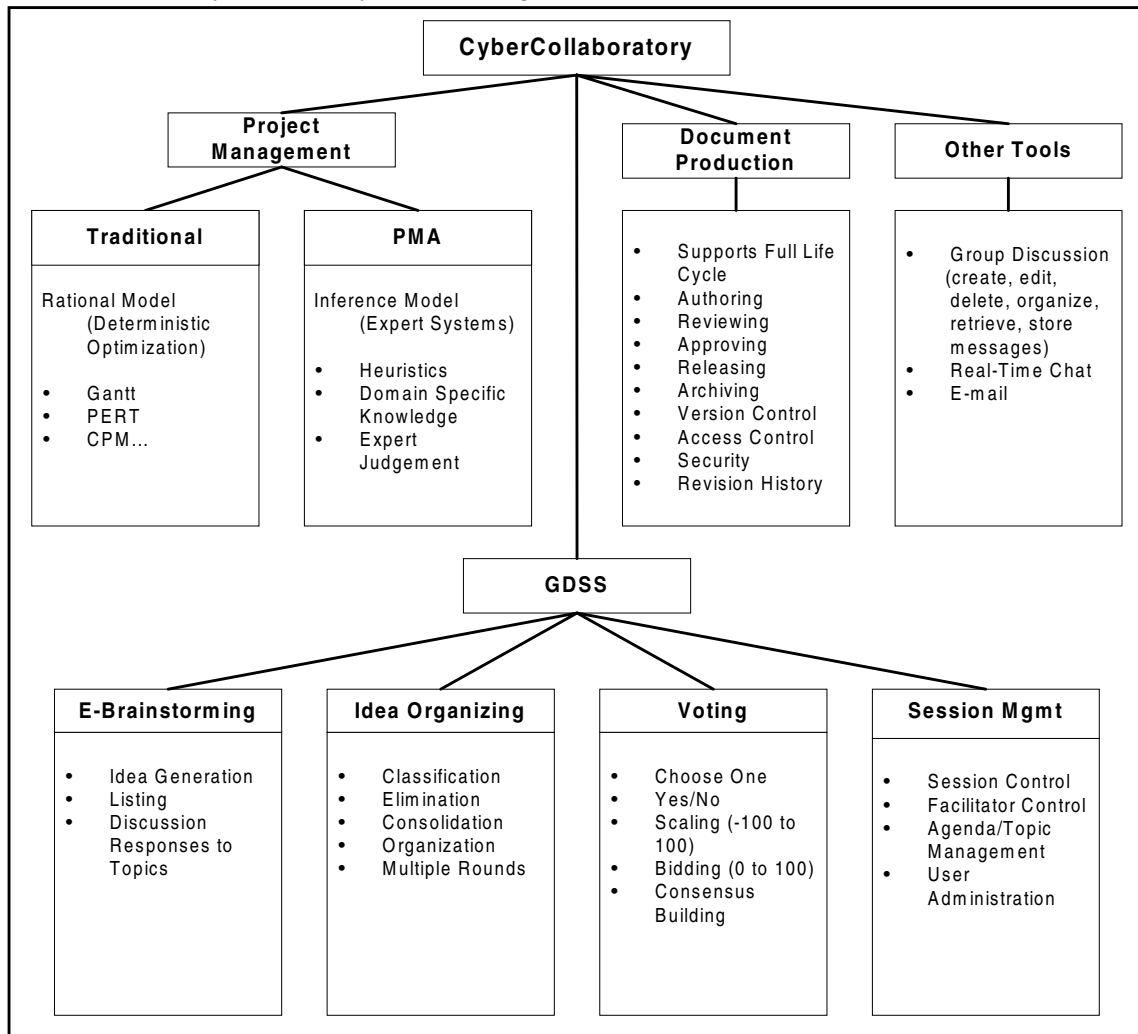 CyberCollaboratory
Project
Management
Document
Production
Other Tools
Traditional
Rational Model
(Deterministic
Optimization)
• Gantt
• PERT
• CPM...
PMA
Inference Model
(Expert Systems)
• Heuristics
• Domain Specific
Knowledge
• Expert
Judgement
• Supports Full Life
Cycle
• Authoring
• Reviewing
• Approving
• Releasing
• Archiving
• Version Control
• Access Control
• Security
• Revision History
• Group Discussion
(create, edit,
delete, organize,
retrieve, store
messages)
• Real-Time Chat
• E-mail
GDSS
E-Brainstorming
• Idea Generation
• Listing
• Discussion
Responses to
Topics
Idea Organizing
• Classification
• Elimination
• Consolidation
• Organization
• Multiple Rounds
Voting
• Choose One
• Yes/No
• Scaling (-100 to
100)
• Bidding (0 to 100)
• Consensus
Building
Session Mgmt
• Session Control
• Facilitator Control
• Agenda/Topic
Management
• User
Administration